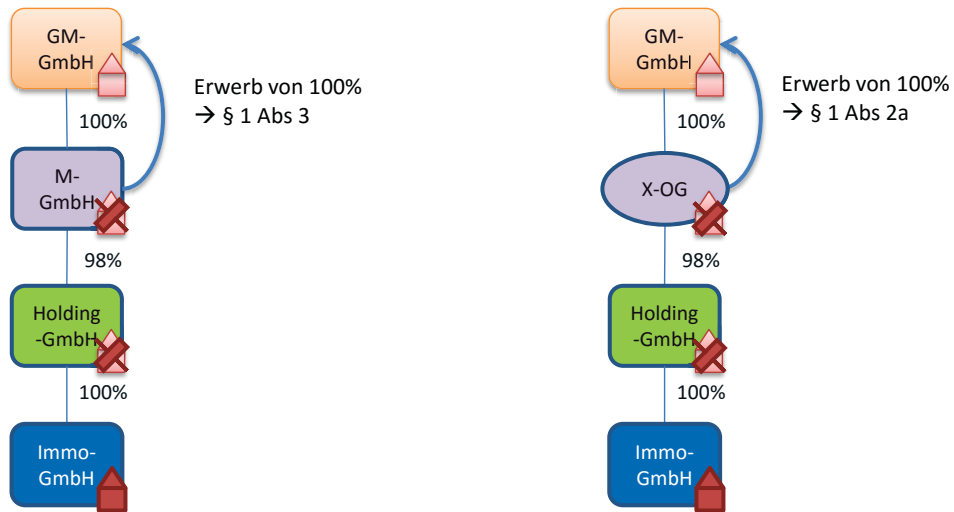 GM-
GmbH
Erwerb von 100%
→ § 1 Abs 3
100%
M-
GmbH
98%
Holding
-GmbH
100%
Immo-
GmbH
GM-
GmbH
Erwerb von 100%
→ § 1 Abs 2a
100%
X-OG
98%
Holding
-GmbH
100%
Immo-
GmbH